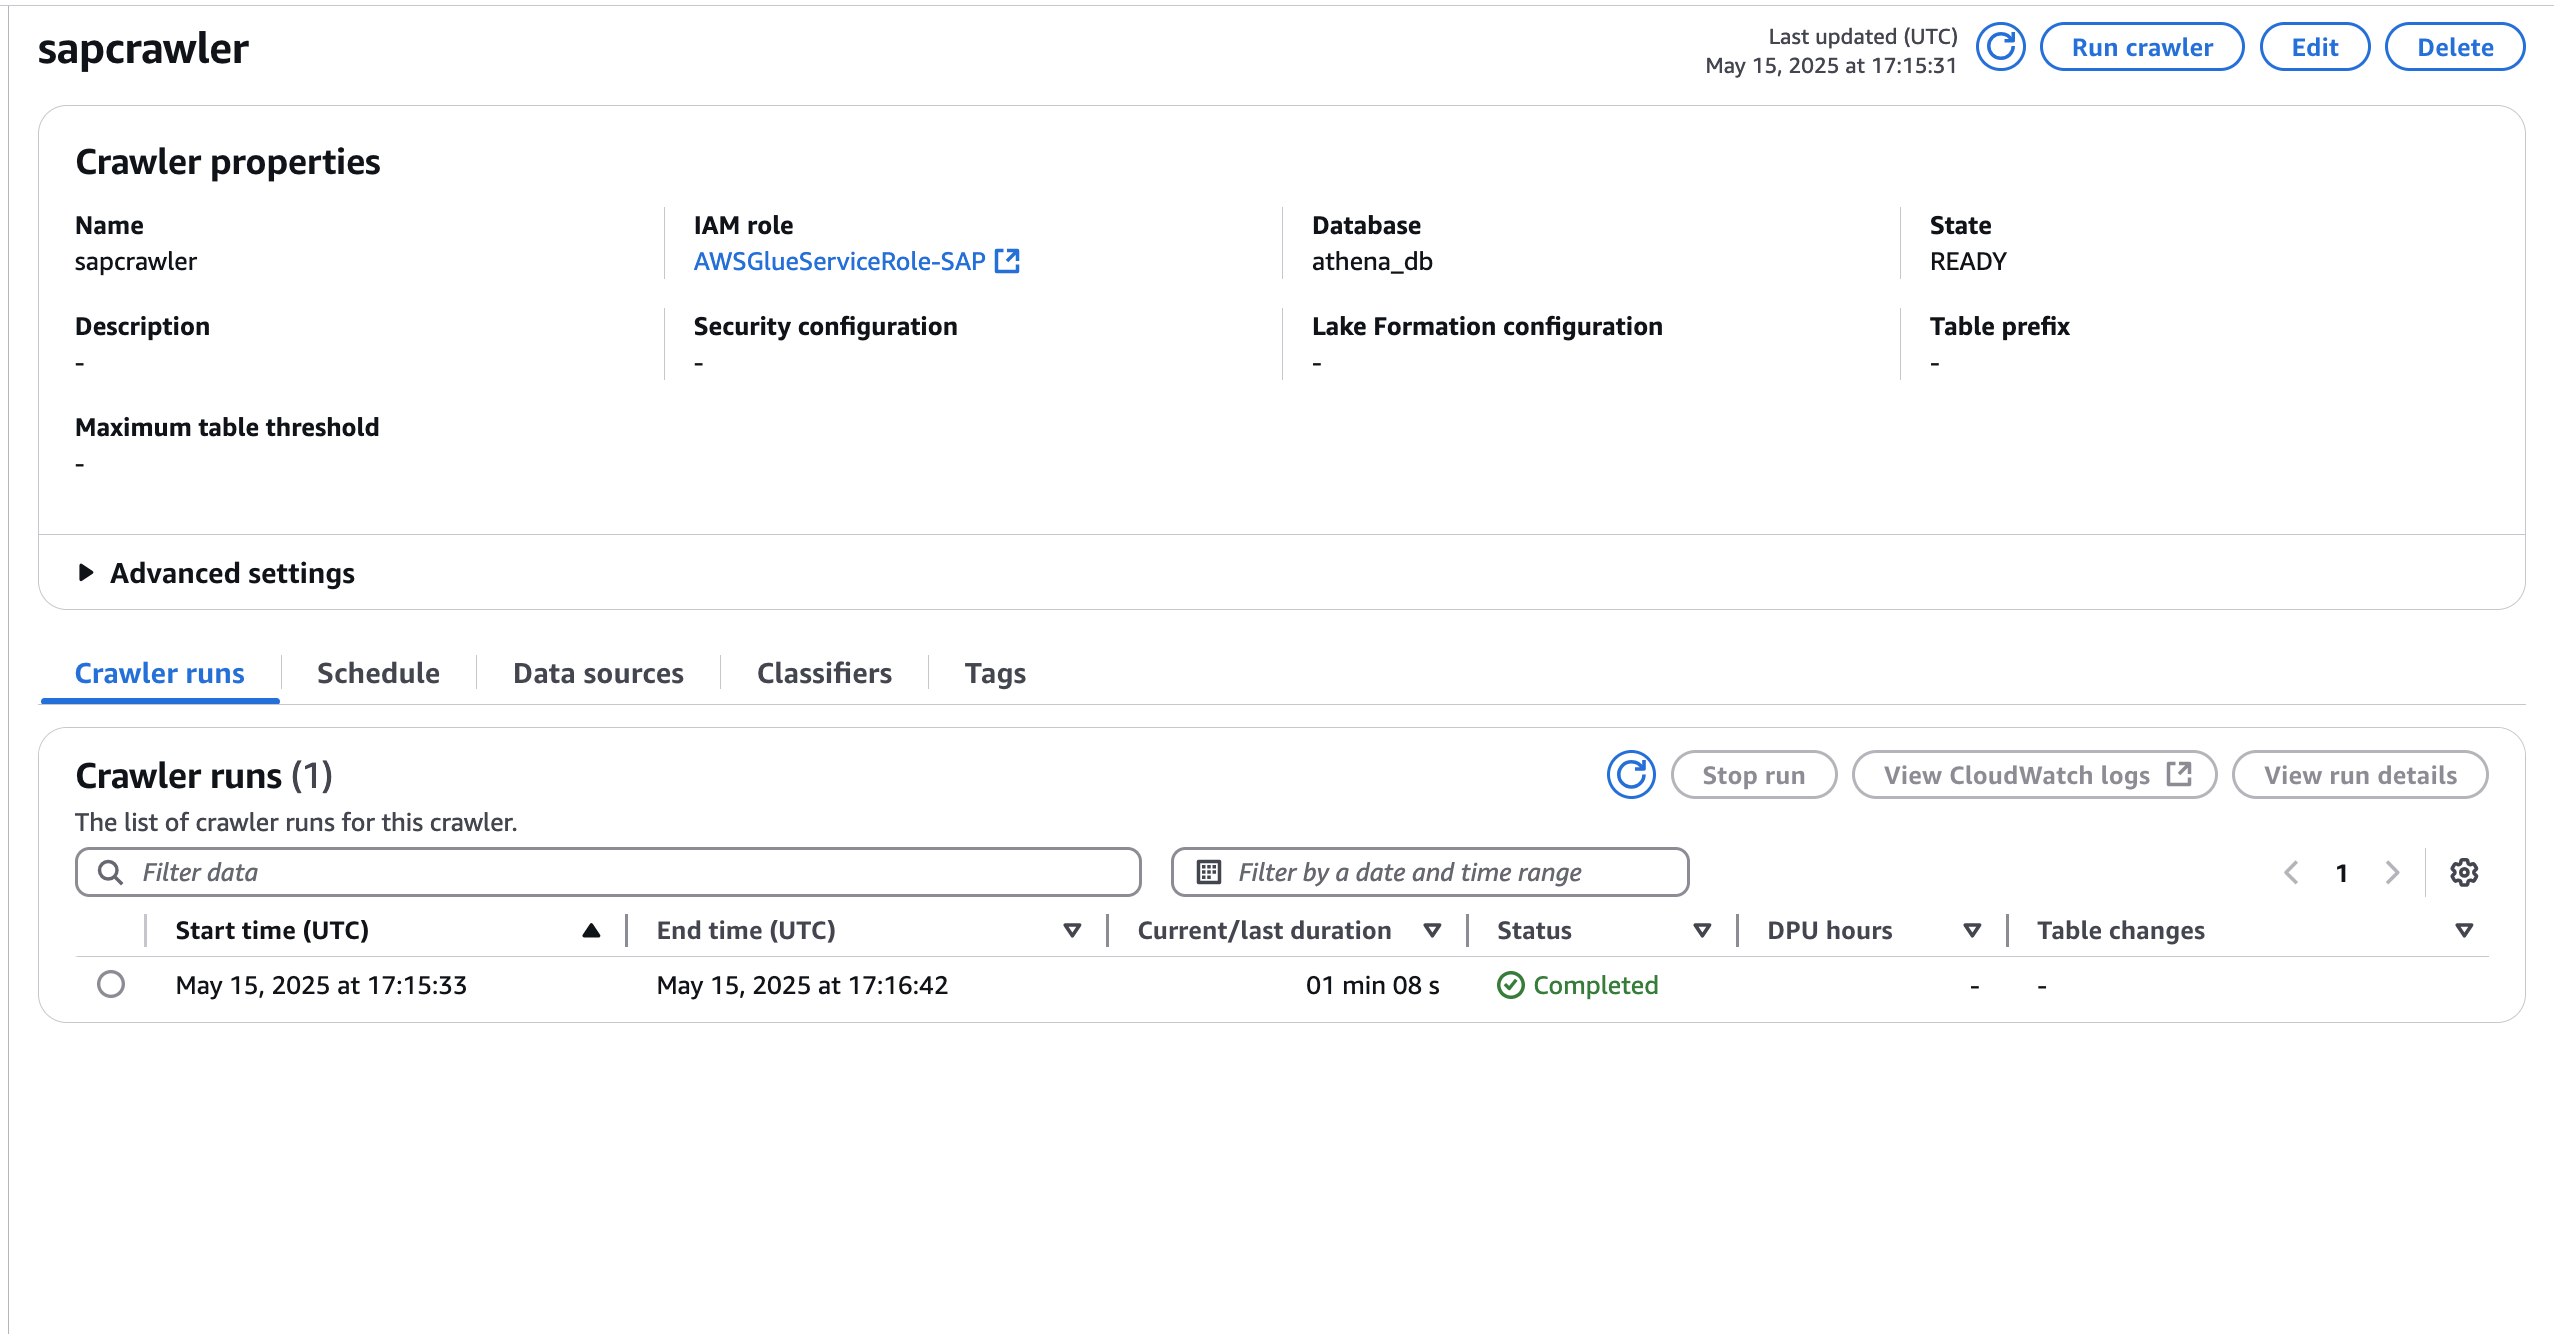 sapcrawler
Last updated (UTC)
May 15, 2025 at 17:15:31
Run crawler
Edit
Delete
Crawler properties
Name
sapcrawler
IAM role
AWSGlueServiceRole-SAP
Database
athena_db
State
READY
Description
-
Security configuration
-
Lake Formation configuration
-
Table prefix
-
Maximum table threshold
-
Advanced settings
Crawler runs
Schedule
Data sources
Classifiers
Tags
Crawler runs (1)
Stop run
View CloudWatch logs
View run details
The list of crawler runs for this crawler.
Filter data
Filter by a date and time range
1
Start time (UTC)
End time (UTC)
Current/last duration
Status
DPU hours
Table changes
May 15, 2025 at 17:15:33
May 15, 2025 at 17:16:42
01 min 08 s
Completed
-
-